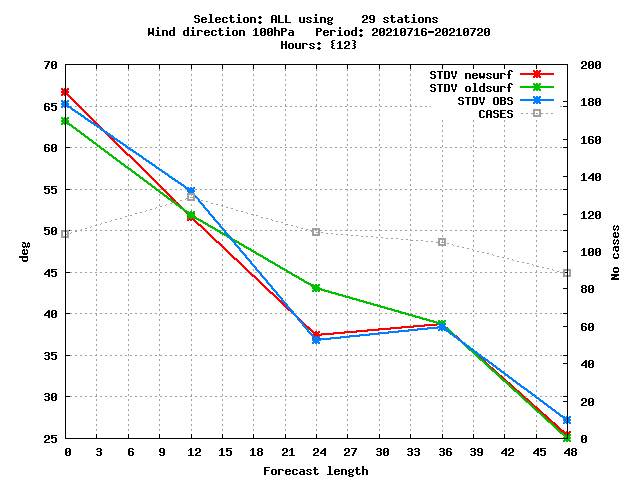 Selection: ALL using    29 stations
Wind direction 100hPa   Period: 20210716-20210720
Hours: {12}
STDV newsurf
STDV oldsurf
STDV OBS
CASES
70
65
60
55
50
45
40
35
30
25
deg
200
180
160
140
120
100
80
60
40
20
0
No cases
0 3 6 9 12 15 18 21 24 27 30 33 36 39 42 45 48
Forecast length